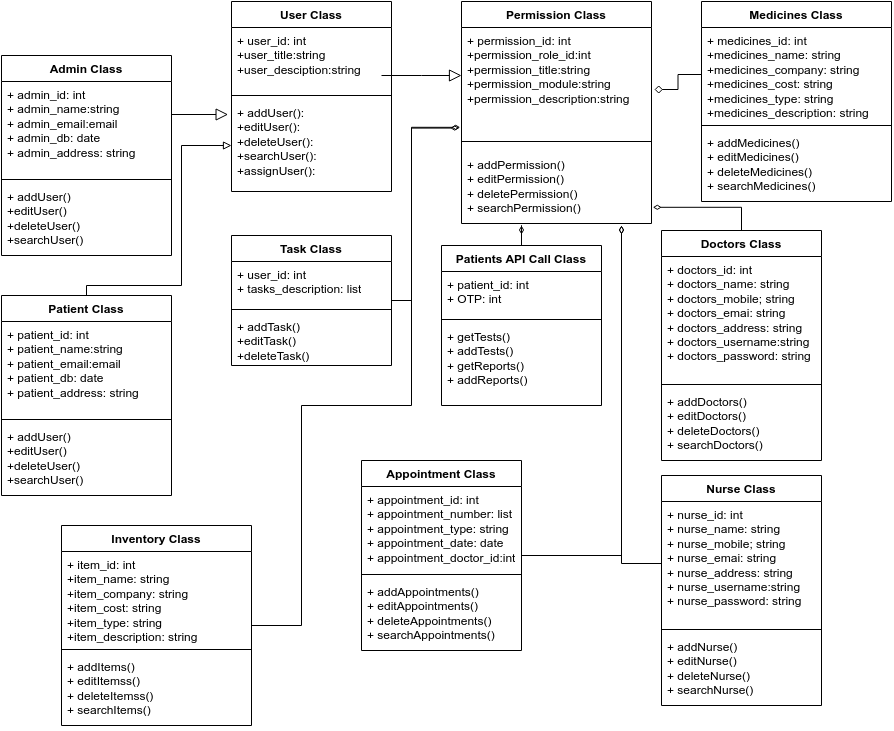 User Class
+ user_id: int
+user_title:string
+user_desciption:string
+ addUser():
+editUser():
+deleteUser():
+searchUser():
+assignUser():
Permission Class
+ permission_id: int
+permission_role_id:int
+permission_title:string
+permission_module:string
+permission_description:string
+ addPermission()
+ editPermission()
+ deletePermission()
+ searchPermission()
Medicines Class
+ medicines_id: int
+medicines_name: string
+medicines_company: string
+medicines_cost: string
+medicines_type: string
+medicines_description: string
+ addMedicines()
+ editMedicines()
+ deleteMedicines()
+ searchMedicines()
Admin Class
+ admin_id: int
+ admin_name:string
+ admin_email:email
+ admin_db: date
+ admin_address: string
+ addUser()
+editUser()
+deleteUser()
+searchUser()
Task Class
+ user_id: int
+ tasks_description: list
+ addTask()
+editTask()
+deleteTask()
Patients API Call Class
+ patient_id: int
+ OTP: int
+ getTests()
+ addTests()
+ getReports()
+ addReports()
Doctors Class
+ doctors_id: int
+ doctors_name: string
+ doctors_mobile; string
+ doctors_emai: string
+ doctors_address: string
+ doctors_username:string
+ doctors_password: string
+ addDoctors()
+ editDoctors()
+ deleteDoctors()
+ searchDoctors()
Patient Class
+ patient_id: int
+ patient_name:string
+ patient_email:email
+ patient_db: date
+ patient_address: string
+ addUser()
+editUser()
+deleteUser()
+searchUser()
Appointment Class
+ appointment_id: int
+ appointment_number: list
+ appointment_type: string
+ appointment_date: date
+ appointment_doctor_id:int
+ addAppointments()
+ editAppointments()
+ deleteAppointments()
+ searchAppointments()
Nurse Class
+ nurse_id: int
+ nurse_name: string
+ nurse_mobile; string
+ nurse_emai: string
+ nurse_address: string
+ nurse_username:string
+ nurse_password: string
+ addNurse()
+ editNurse()
+ deleteNurse()
+ searchNurse()
Inventory Class
+ item_id: int
+item_name: string
+item_company: string
+item_cost: string
+item_type: string
+item_description: string
+ addItems()
+ editItemss()
+ deleteItemss()
+ searchItems()